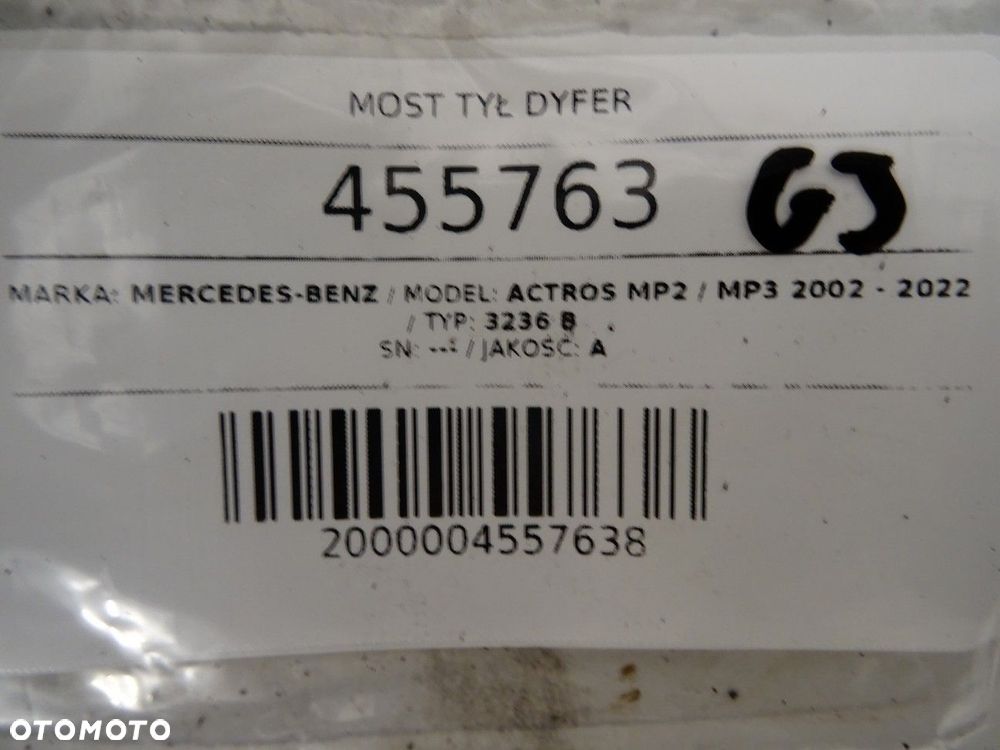 MOST TYŁ DYFER
455763 GJ
MARKA: MERCEDES-BENZ / MODEL: ACTROS MP2 / MP3 2002 - 2022
/ TYP: 3236 B
SN: --- / JAKOŚĆ: A
2000004557638
OTOMOTO